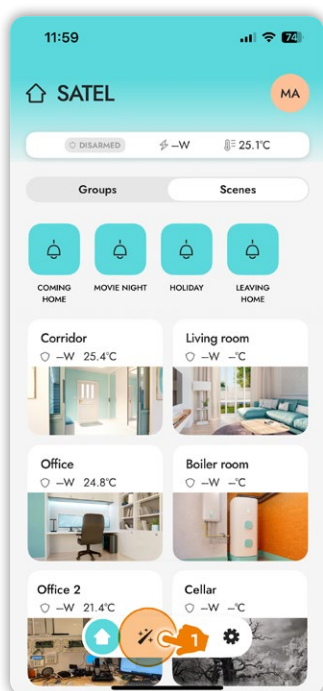 11:59
74
SATEL
MA
DISARMED –W 25.1°C
Groups Scenes
COMING HOME
MOVIE NIGHT
HOLIDAY
LEAVING HOME
Corridor
–W 25.4°C
Living room
–W –°C
Office
–W 24.8°C
Boiler room
–W –°C
Office 2
–W 21.4°C
Cellar
–W –°C
1